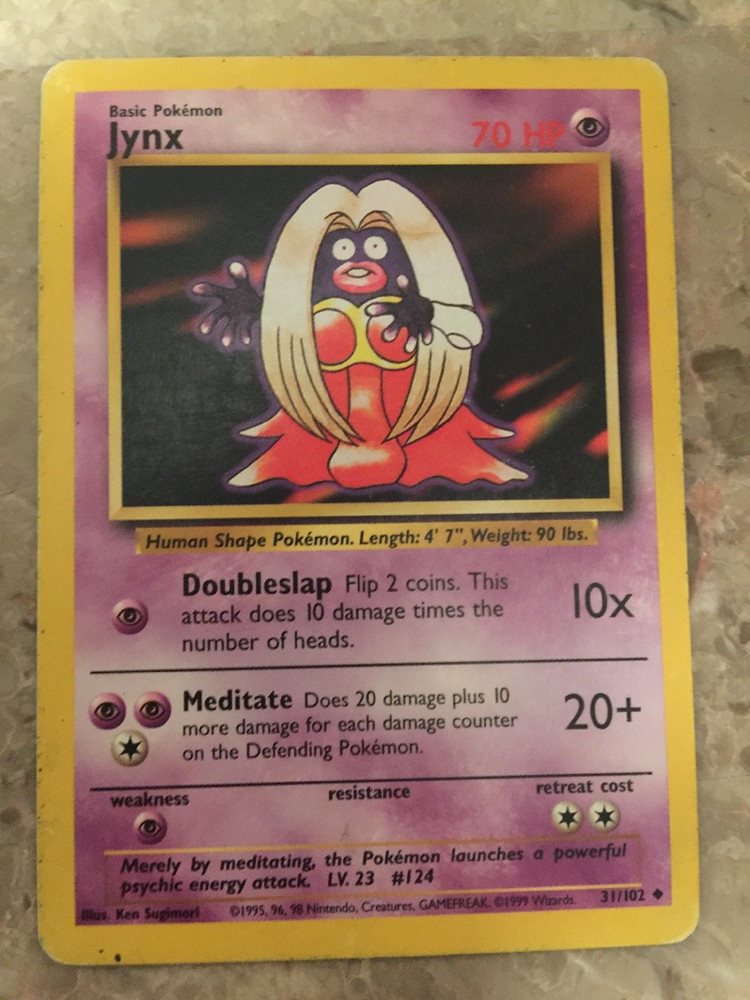 Basic Pokémon
Jynx
70 HP
Human Shape Pokémon. Length: 4' 7", Weight: 90 lbs.
Doubleslap Flip 2 coins. This
attack does 10 damage times the
number of heads.
10x
Meditate Does 20 damage plus 10
more damage for each damage counter
on the Defending Pokémon.
20+
weakness
resistance
retreat cost
Merely by meditating, the Pokémon launches a powerful
psychic energy attack. LV. 23 #124
Illus. Ken Sugimori ©1995, 96, 98 Nintendo, Creatures, GAMEFREAK. ©1999 Wizards. 31/102